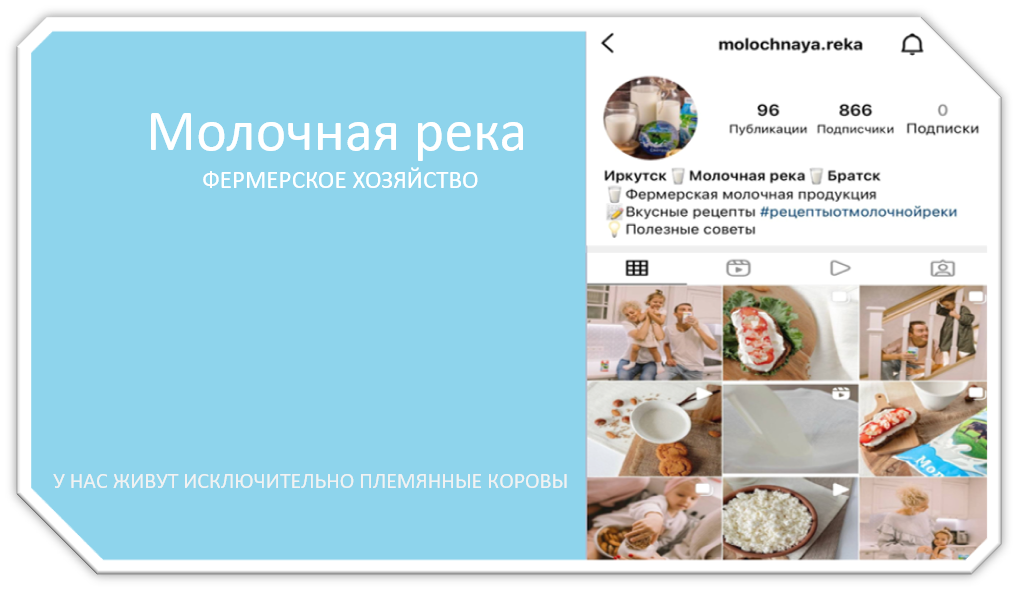 Молочная река
ФЕРМЕРСКОЕ ХОЗЯЙСТВО
У НАС ЖИВУТ ИСКЛЮЧИТЕЛЬНО ПЛЕМЯННЫЕ КОРОВЫ
molochnaya.reka
96 866 0
Публикации Подписчики Подписки
Иркутск 🥛 Молочная река 🥛 Братск
🥛 Фермерская молочная продукция
📝 Вкусные рецепты #рецептыотмолочнойреки
💡 Полезные советы